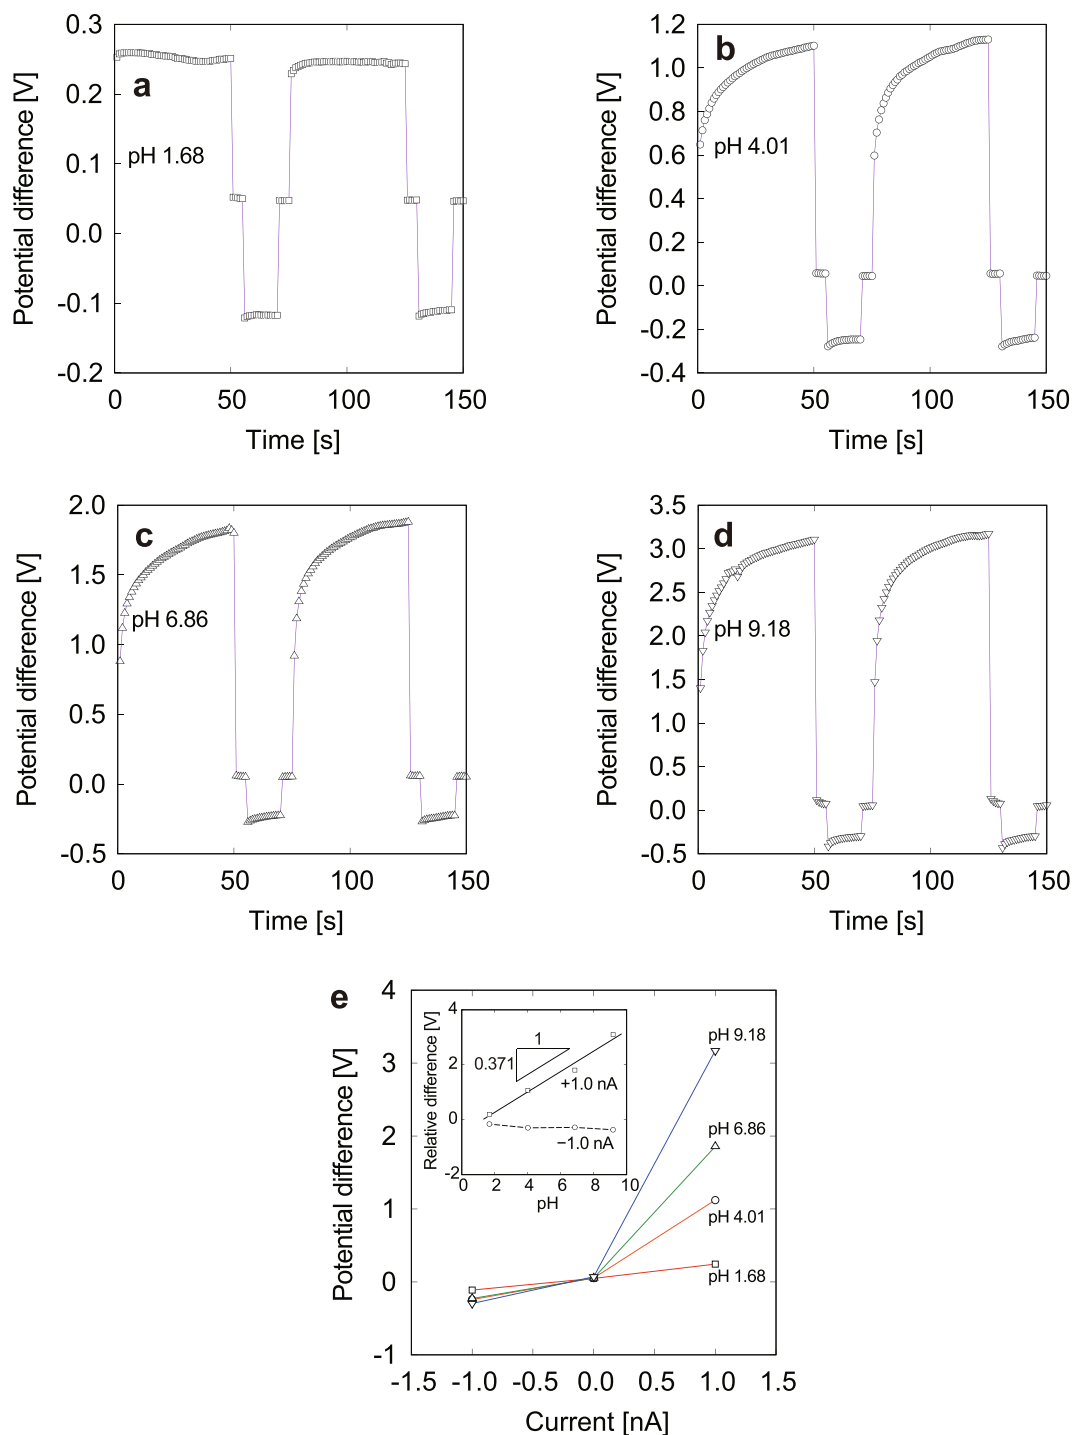 a
pH 1.68
Potential difference [V]
0.3
0.2
0.1
0.0
-0.1
-0.2
0
50
100
150
Time [s]
b
pH 4.01
Potential difference [V]
1.2
1.0
0.8
0.6
0.4
0.2
0.0
-0.2
-0.4
0
50
100
150
Time [s]
c
pH 6.86
Potential difference [V]
2.0
1.5
1.0
0.5
0.0
-0.5
0
50
100
150
Time [s]
d
pH 9.18
Potential difference [V]
3.5
3.0
2.5
2.0
1.5
1.0
0.5
0.0
-0.5
0
50
100
150
Time [s]
e
Potential difference [V]
4
3
2
1
0
-1
-1.5
-1.0
-0.5
0.0
0.5
1.0
1.5
Current [nA]
pH 9.18
pH 6.86
pH 4.01
pH 1.68
Relative difference [V]
4
2
0
-2
0
2
4
6
8
10
pH
1
0.371
+1.0 nA
−1.0 nA